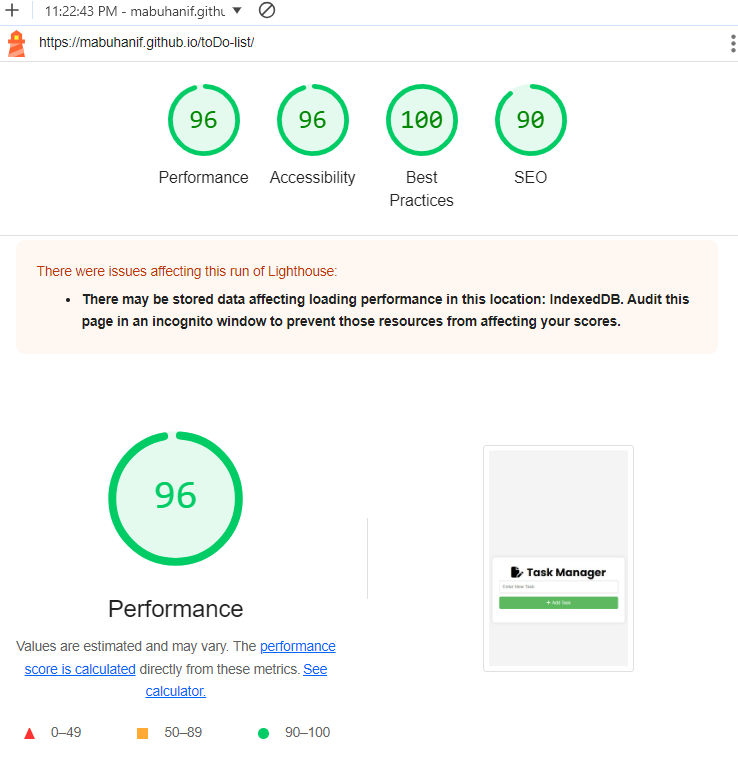 11:22:43 PM - mabuhanif.githu
https://mabuhanif.github.io/toDo-list/
96
96
100
90
Performance
Accessibility
Best
Practices
SEO
There were issues affecting this run of Lighthouse:
• There may be stored data affecting loading performance in this location: IndexedDB. Audit this
page in an incognito window to prevent those resources from affecting your scores.
96
Performance
Values are estimated and may vary. The performance
score is calculated directly from these metrics. See
calculator.
0–49
50–89
90–100
Task Manager
Enter New Task
+ Add Task